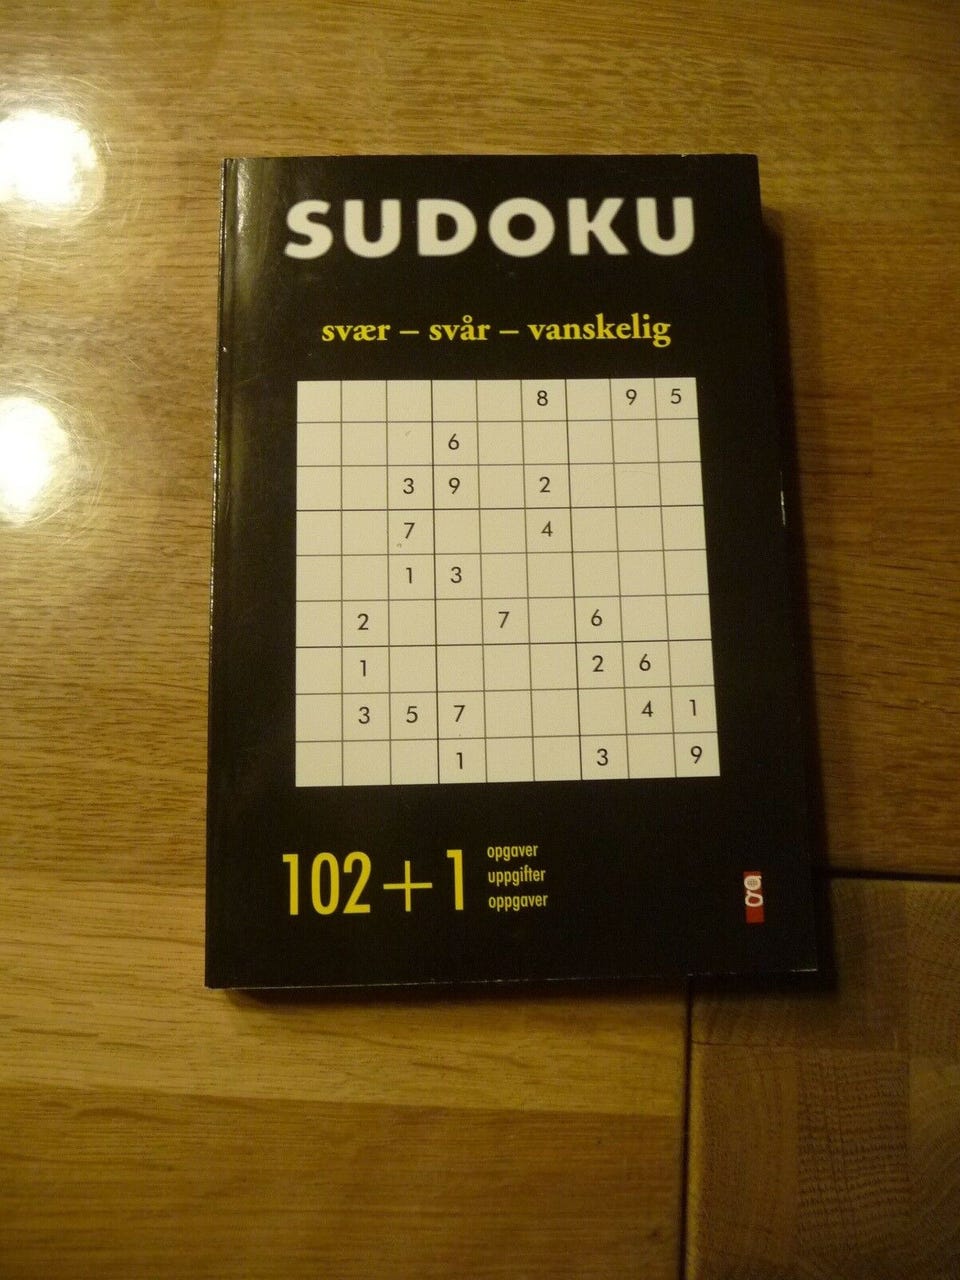 SUDOKU
svær – svår – vanskelig
8 9 5
6
3 9 2
7 4
1 3
2 7 6
1 2 6
3 5 7 4 1
1 3 9
102+1
opgaver
uppgifter
oppgaver